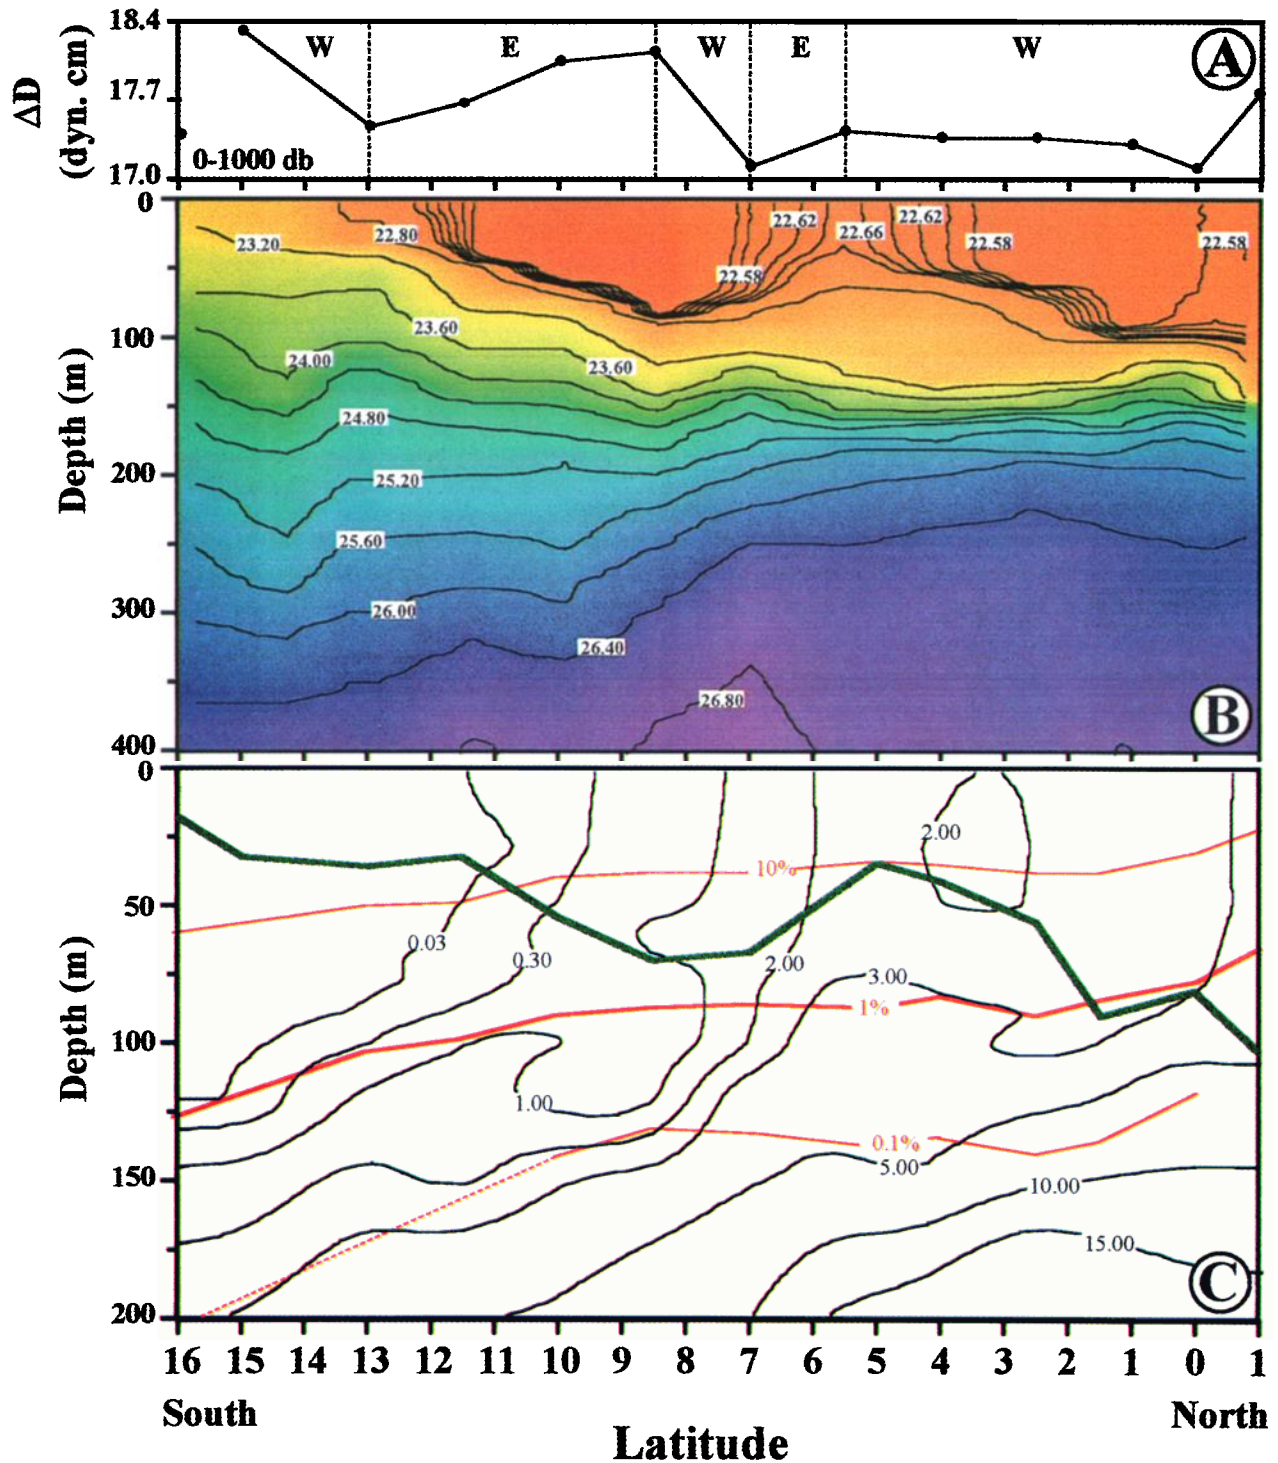 18.4
17.7
17.0
ΔD
(dyn. cm)
W
E
W
E
W
A
0-1000 db
0
100
200
300
400
Depth (m)
23.20
22.80
22.62
22.66
22.62
22.58
22.58
22.58
23.60
24.00
23.60
24.80
25.20
25.60
26.00
26.40
26.80
B
0
50
100
150
200
Depth (m)
2.00
10%
0.03
0.30
2.00
3.00
1%
1.00
0.1%
5.00
10.00
15.00
C
16 15 14 13 12 11 10 9 8 7 6 5 4 3 2 1 0 1
South
North
Latitude